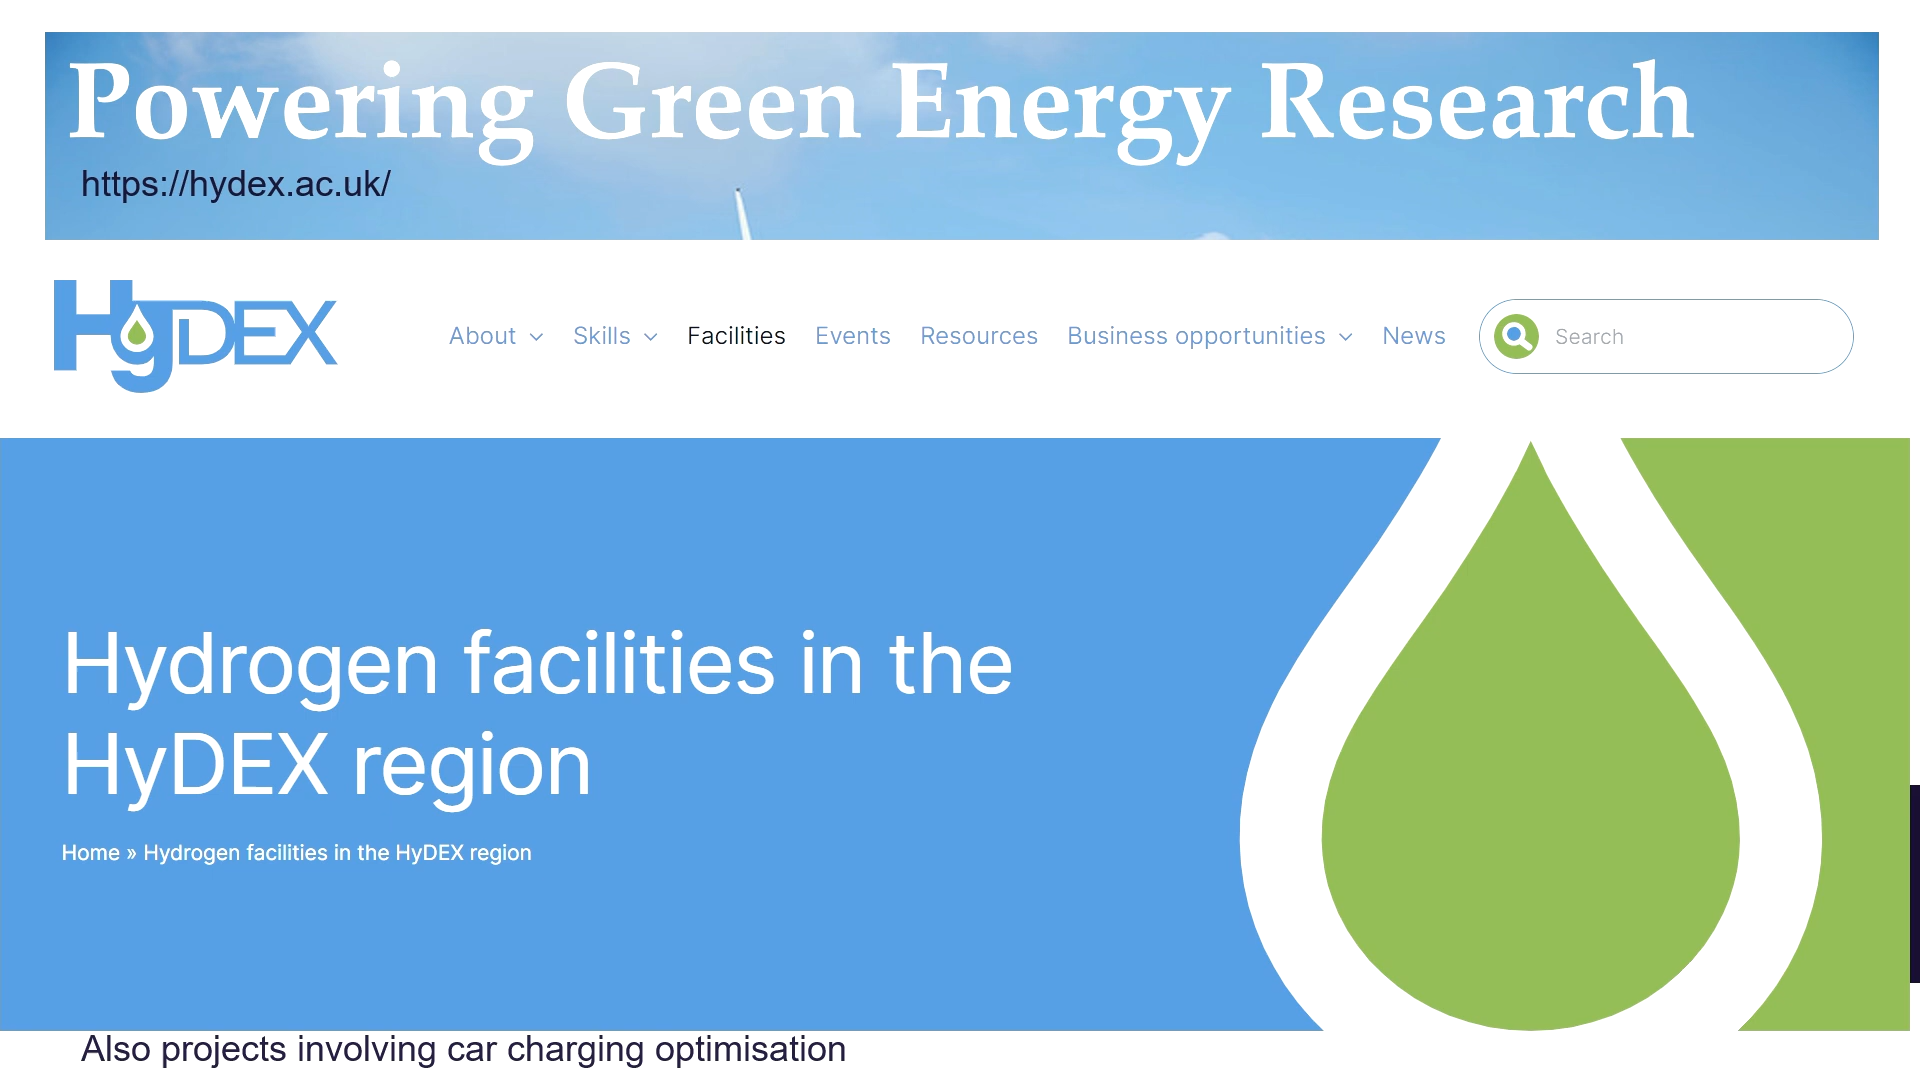 Powering Green Energy Research
https://hydex.ac.uk/
HyDEX
About Skills Facilities Events Resources Business opportunities News Search
Hydrogen facilities in the
HyDEX region
Home » Hydrogen facilities in the HyDEX region
Also projects involving car charging optimisation